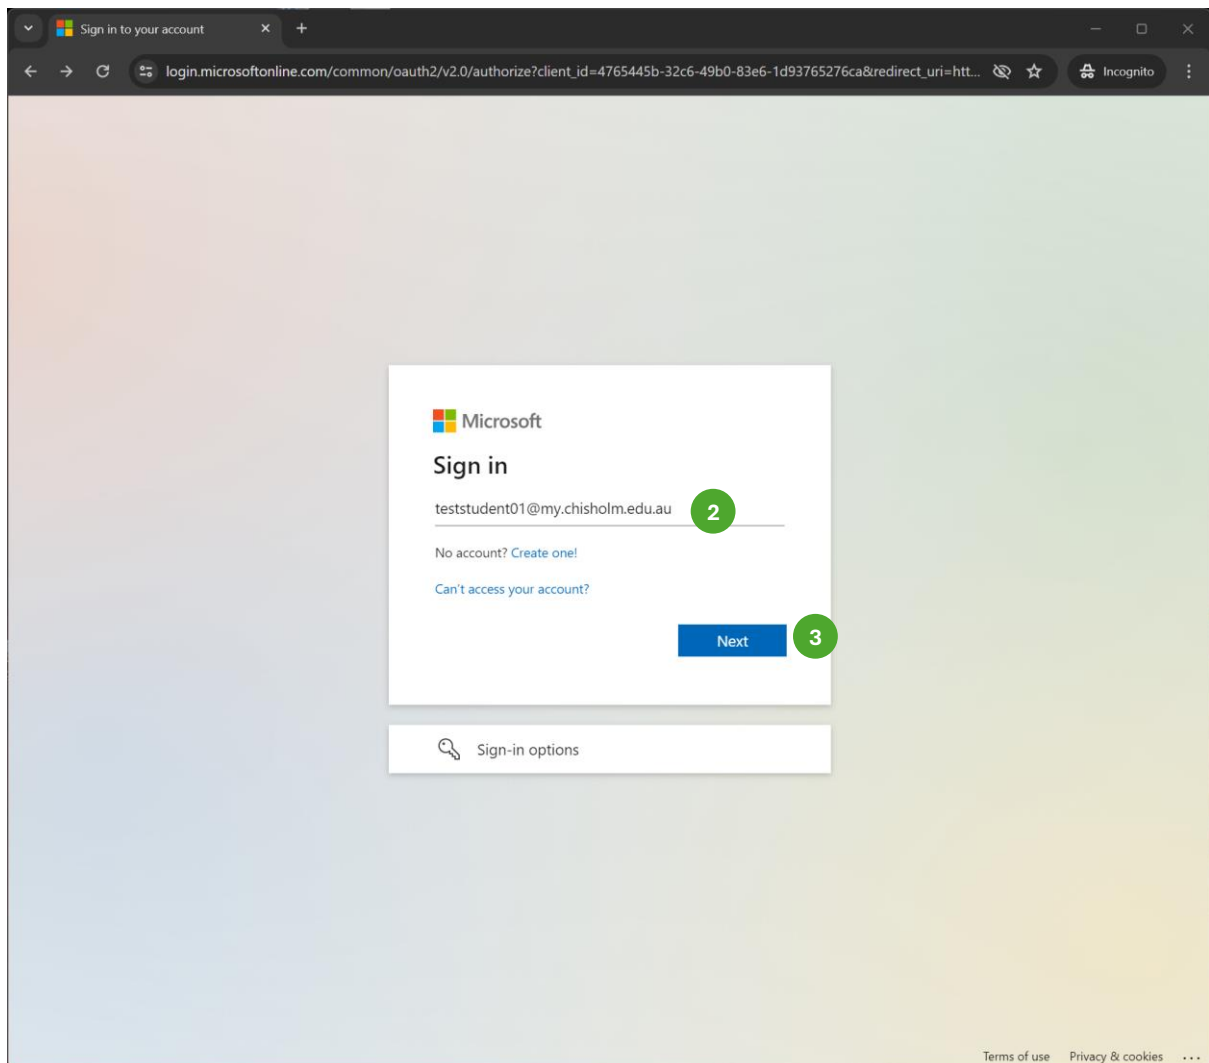 Sign in to your account
login.microsoftonline.com/common/oauth2/v2.0/authorize?client_id=4765445b-32c6-49b0-83e6-1d93765276ca&redirect_uri=htt...
Incognito
Microsoft
Sign in
teststudent01@my.chisholm.edu.au 2
No account? Create one!
Can't access your account?
Next 3
Sign-in options
Terms of use Privacy & cookies ...